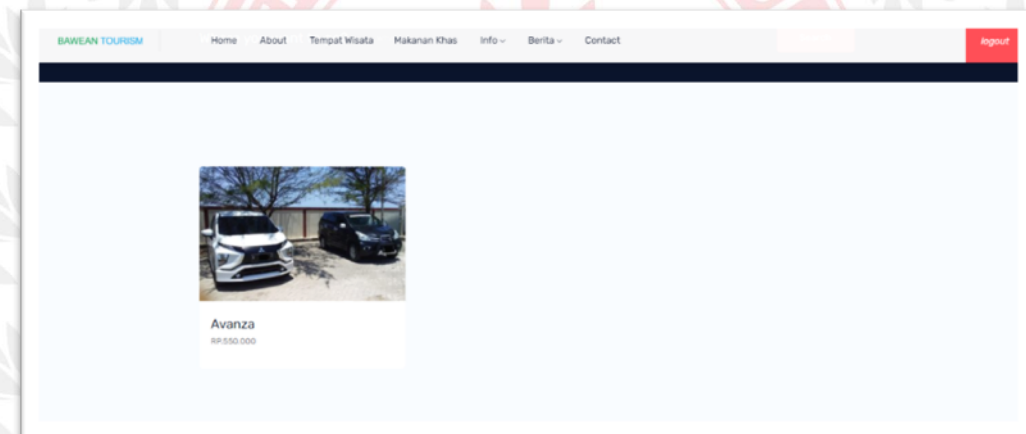 BAWEAN TOURISM Home About Tempat Wisata Makanan Khas Info Berita Contact logout
Avanza
RP.550.000